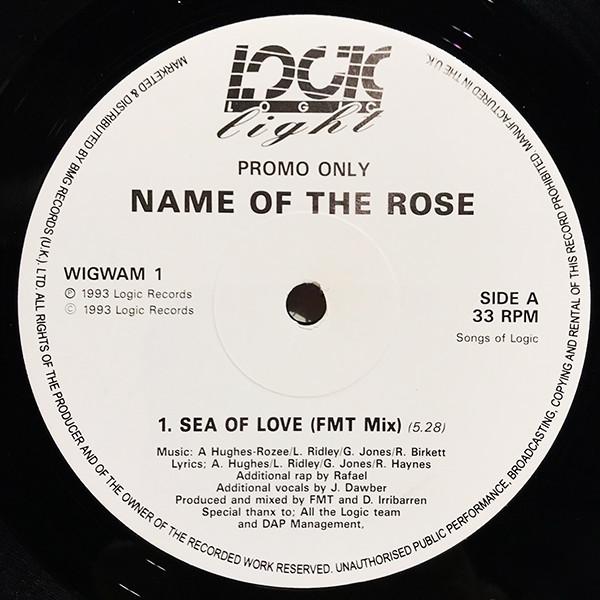 LOGIC
LOGIC
light
PROMO ONLY
NAME OF THE ROSE
WIGWAM 1
℗ 1993 Logic Records
© 1993 Logic Records
SIDE A
33 RPM
Songs of Logic
1. SEA OF LOVE (FMT Mix) (5.28)
Music: A Hughes-Rozee/L. Ridley/G. Jones/R. Birkett
Lyrics; A. Hughes/L. Ridley/G. Jones/R. Haynes
Additional rap by Rafael
Additional vocals by J. Dawber
Produced and mixed by FMT and D. Irribarren
Special thanx to; All the Logic team
and DAP Management,
MARKETED & DISTRIBUTED BY BMG RECORDS (U.K.). LTD. ALL RIGHTS OF THE PRODUCER AND OF THE OWNER OF THE RECORDED WORK RESERVED. UNAUTHORISED PUBLIC PERFORMANCE, BROADCASTING, COPYING AND RENTAL OF THIS RECORD PROHIBITED. MANUFACTURED IN THE U.K.